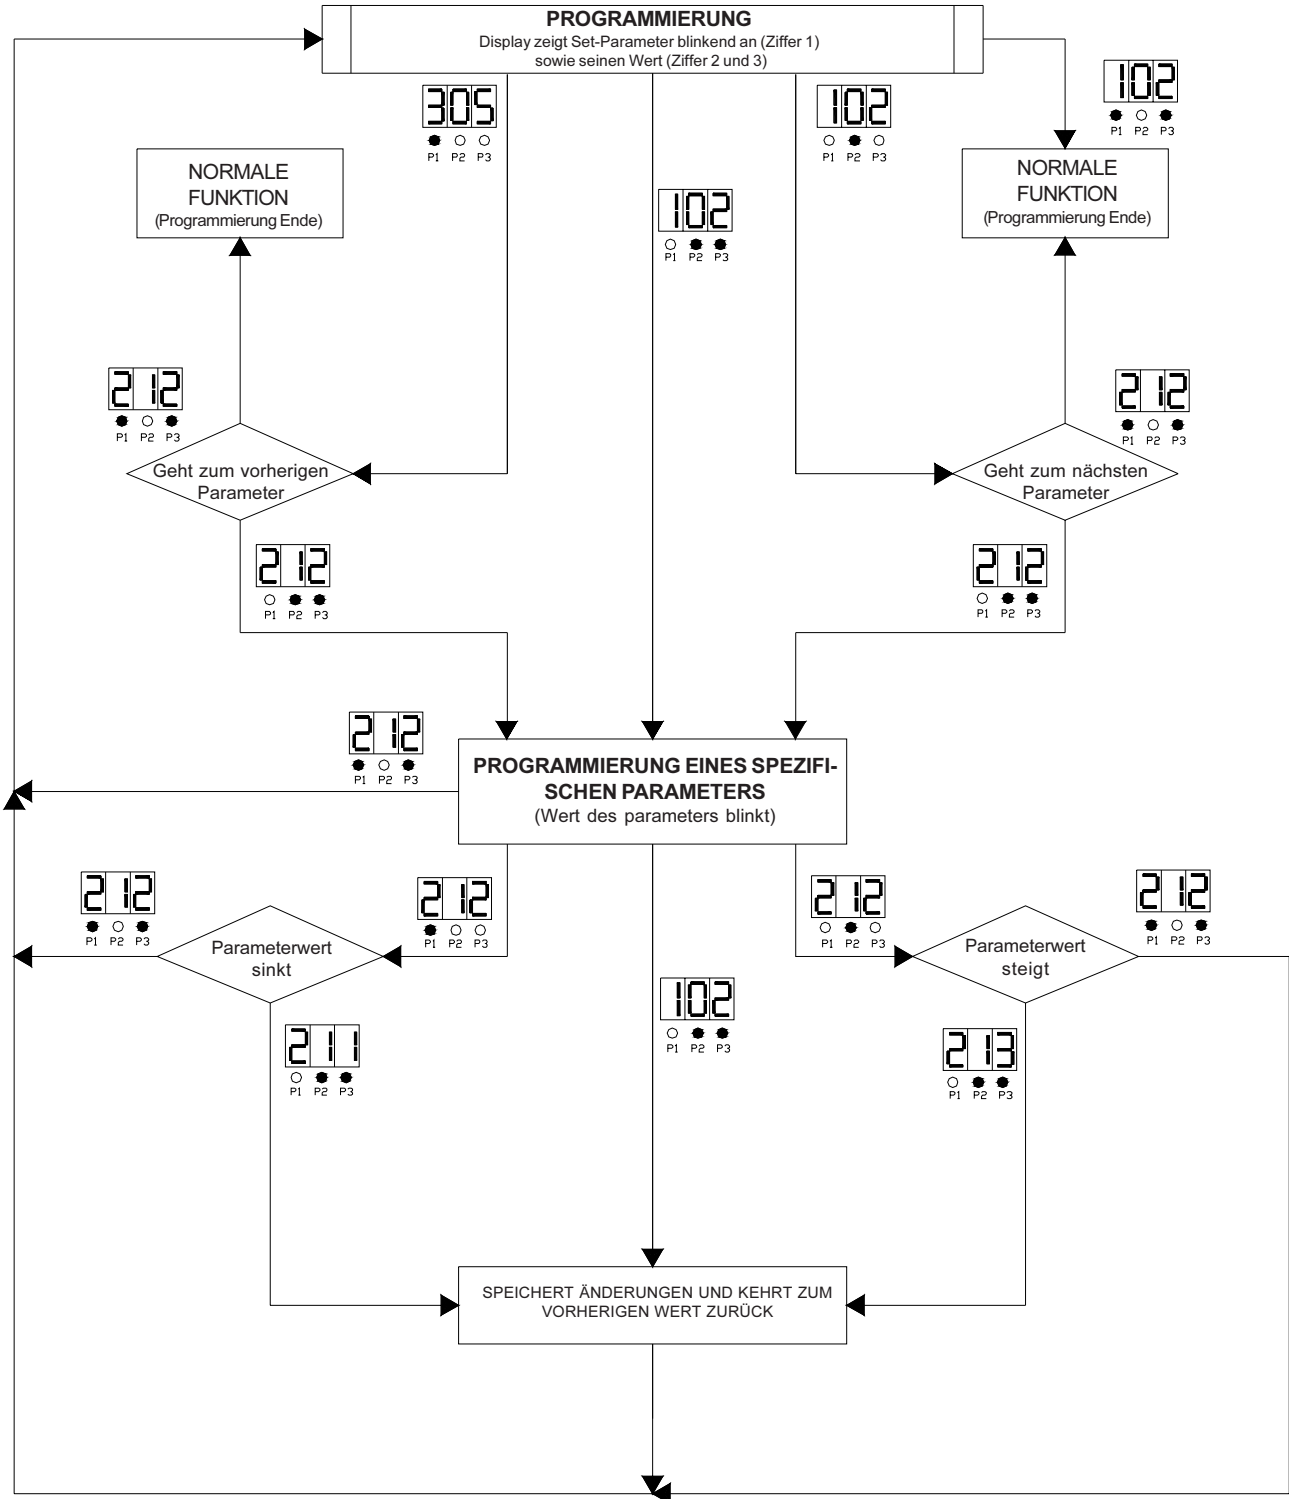 PROGRAMMIERUNG
Display zeigt Set-Parameter blinkend an (Ziffer 1)
sowie seinen Wert (Ziffer 2 und 3)
305
P1 P2 P3
102
P1 P2 P3
102
P1 P2 P3
NORMALE
FUNKTION
(Programmierung Ende)
102
P1 P2 P3
NORMALE
FUNKTION
(Programmierung Ende)
212
P1 P2 P3
212
P1 P2 P3
Geht zum vorherigen
Parameter
Geht zum nächsten
Parameter
212
P1 P2 P3
212
P1 P2 P3
212
P1 P2 P3
PROGRAMMIERUNG EINES SPEZIFI-
SCHEN PARAMETERS
(Wert des parameters blinkt)
212
P1 P2 P3
212
P1 P2 P3
212
P1 P2 P3
212
P1 P2 P3
Parameterwert
sinkt
Parameterwert
steigt
102
P1 P2 P3
211
P1 P2 P3
213
P1 P2 P3
SPEICHERT ÄNDERUNGEN UND KEHRT ZUM
VORHERIGEN WERT ZURÜCK